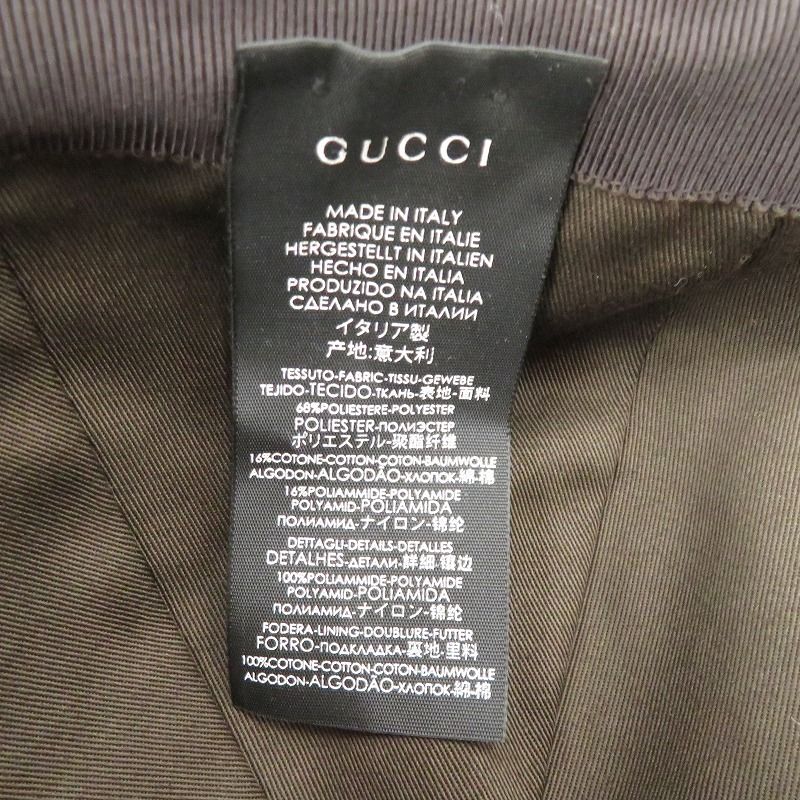 GUCCI
MADE IN ITALY
FABRIQUE EN ITALIE
HERGESTELLT IN ITALIEN
HECHO EN ITALIA
PRODUZIDO NA ITALIA
СДЕЛАНО В ИТАЛИИ
イタリア製
产地:意大利
TESSUTO-FABRIC-TISSU-GEWEBE
TEJIDO-TECIDO-ТКАНЬ-表地-面料
68%POLIESTERE-POLYESTER
POLIESTER-ПОЛИЭСТЕР
ポリエステル-聚酯纤维
16%COTONE-COTTON-COTON-BAUMWOLLE
ALGODON-ALGODÃO-ХЛОПОК-綿-棉
16%POLIAMMIDE-POLYAMIDE
POLYAMID-POLIAMIDA
ПОЛИАМИД-ナイロン-锦纶
DETTAGLI-DETAILS-DETALLES
DETALHES-ДЕТАЛИ-詳細-镶边
100%POLIAMMIDE-POLYAMIDE
POLYAMID-POLIAMIDA
ПОЛИАМИД-ナイロン-锦纶
FODERA-LINING-DOUBLURE-FUTTER
FORRO-ПОДКЛАДКА-裏地-里料
100%COTONE-COTTON-COTON-BAUMWOLLE
ALGODON-ALGODÃO-ХЛОПОК-綿-棉